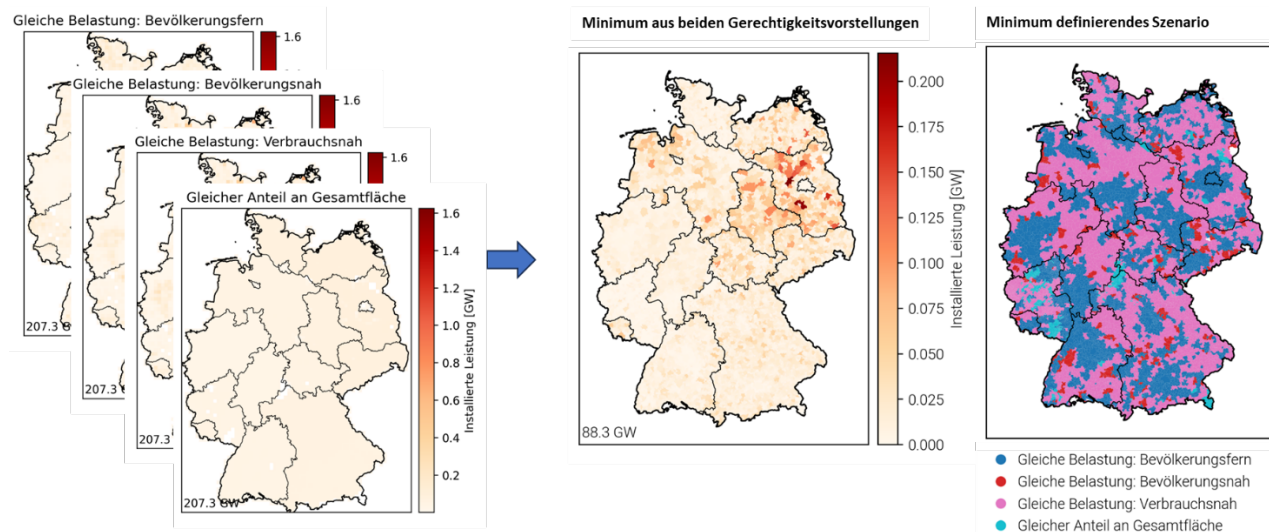 Gleiche Belastung: Bevölkerungsfern
1.6
Gleiche Belastung: Bevölkerungsnah
1.6
Gleiche Belastung: Verbrauchsnah
1.6
Gleicher Anteil an Gesamtfläche
1.6
1.4
1.2
1.0
0.8
0.6
0.4
0.2
Installierte Leistung [GW]
207.3
207.3
207.3
207.3 GW
Minimum aus beiden Gerechtigkeitsvorstellungen
0.200
0.175
0.150
0.125
0.100
0.075
0.050
0.025
0.000
Installierte Leistung [GW]
88.3 GW
Minimum definierendes Szenario
Gleiche Belastung: Bevölkerungsfern
Gleiche Belastung: Bevölkerungsnah
Gleiche Belastung: Verbrauchsnah
Gleicher Anteil an Gesamtfläche